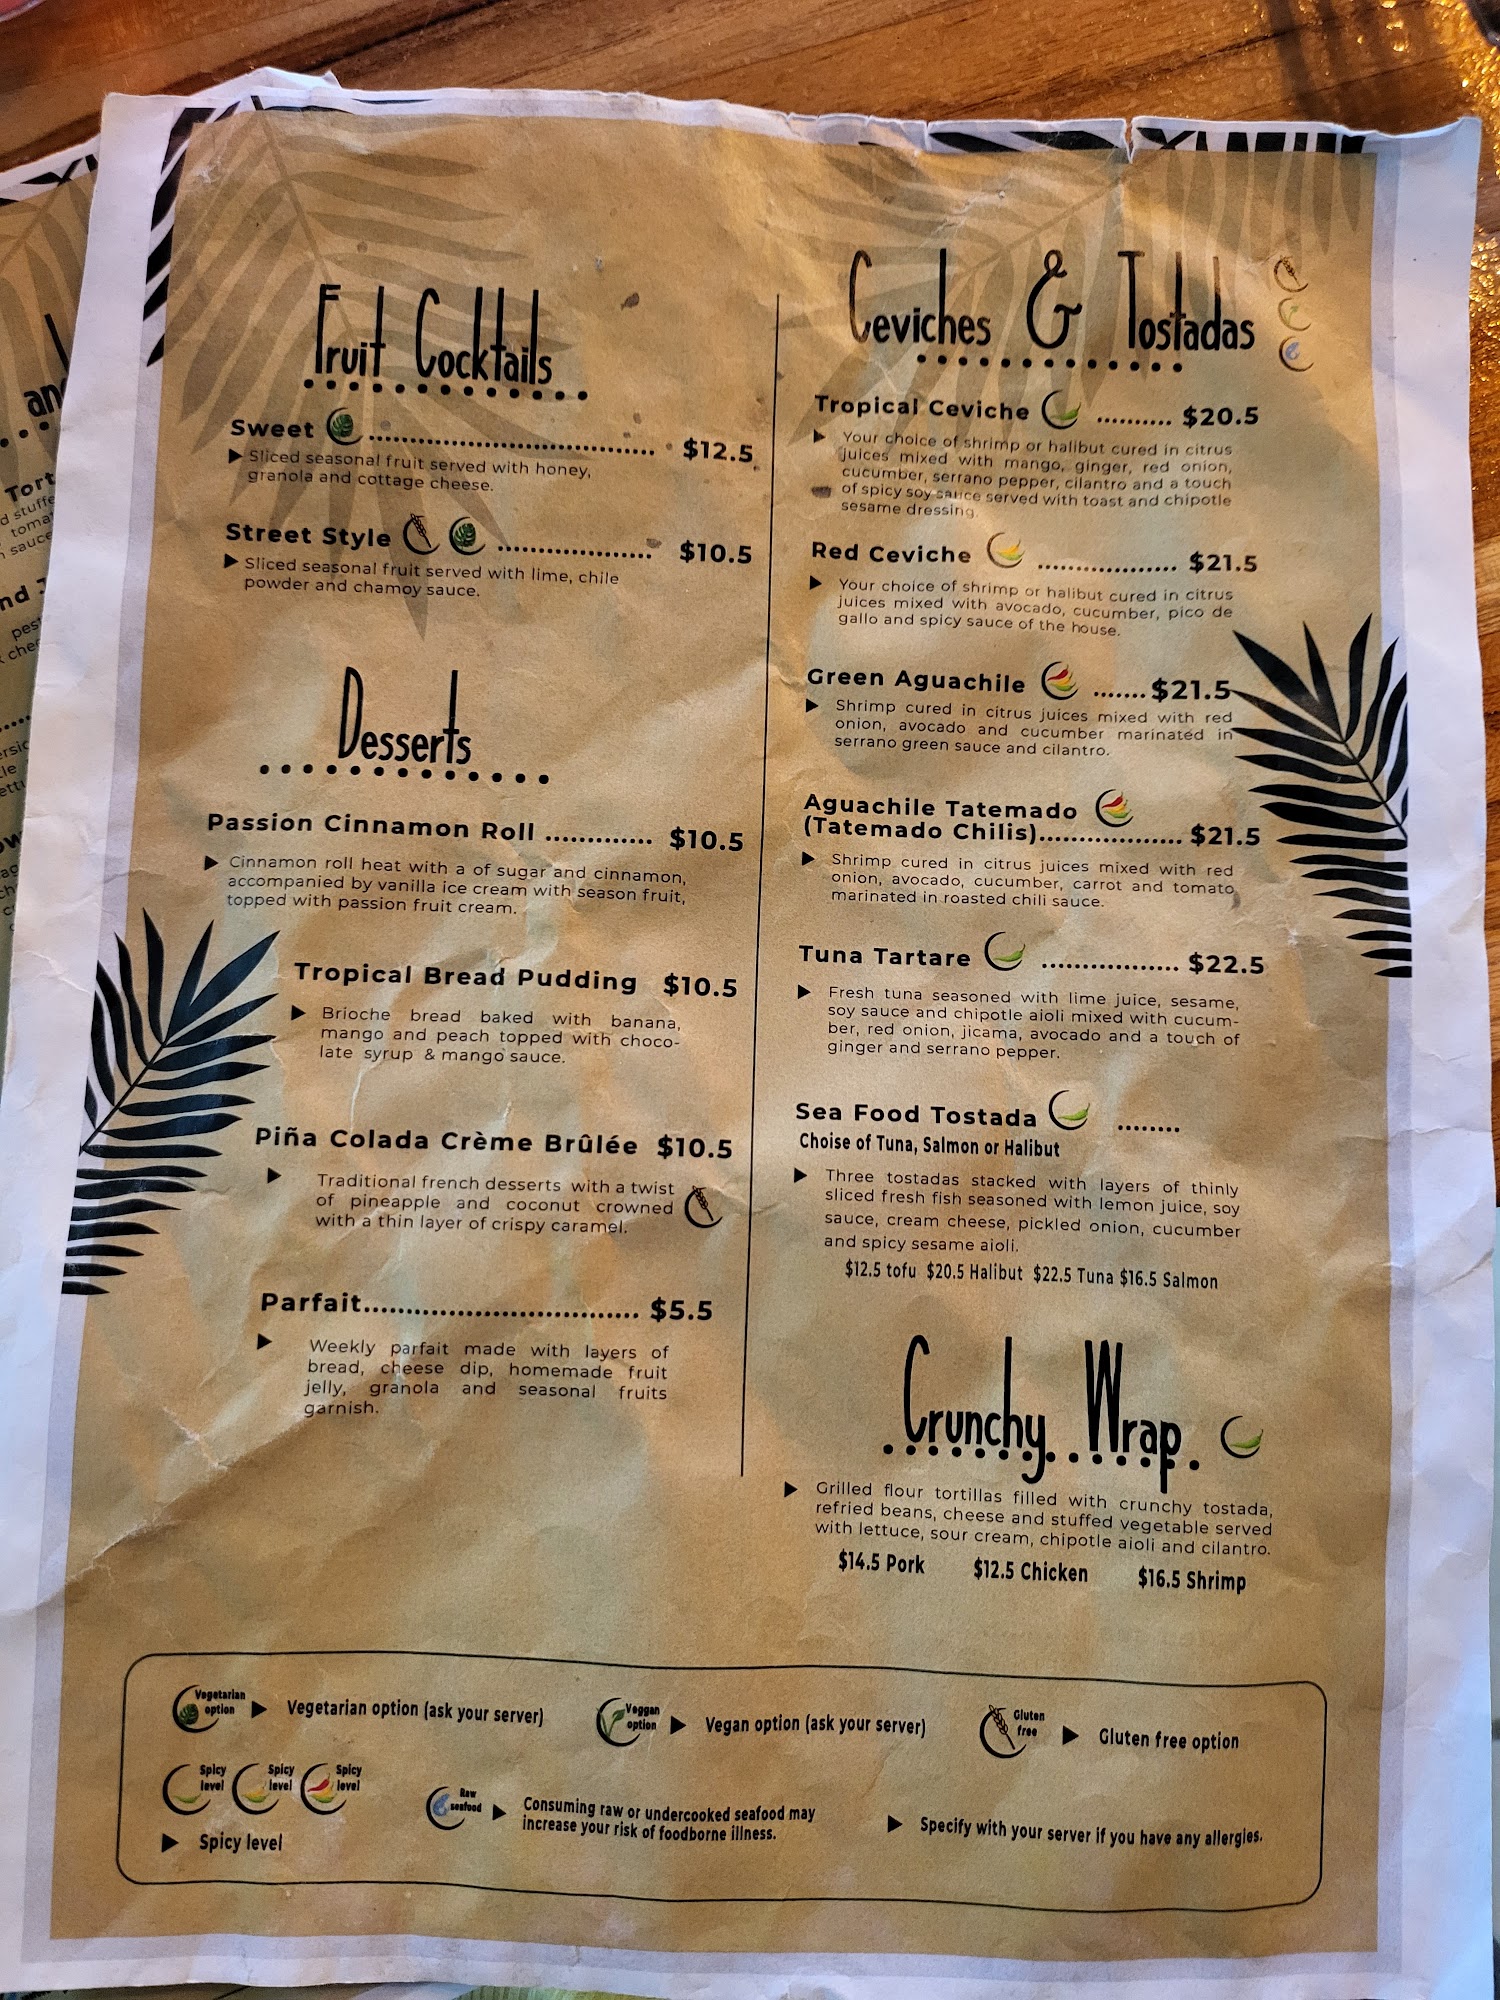 an
Tort
d stuffe
toma
sauce
nd
pest
chee
Fruit Cocktails
Sweet .......................................... $12.5
▶ Sliced seasonal fruit served with honey,
granola and cottage cheese.
Street Style ...................... $10.5
▶ Sliced seasonal fruit served with lime, chile
powder and chamoy sauce.
Desserts
Passion Cinnamon Roll ............. $10.5
▶ Cinnamon roll heat with a of sugar and cinnamon,
accompanied by vanilla ice cream with season fruit,
topped with passion fruit cream.
Tropical Bread Pudding $10.5
▶ Brioche bread baked with banana,
mango and peach topped with choco-
late syrup & mango sauce.
Piña Colada Crème Brûlée $10.5
▶ Traditional french desserts with a twist
of pineapple and coconut crowned
with a thin layer of crispy caramel.
Parfait................................. $5.5
▶ Weekly parfait made with layers of
bread, cheese dip, homemade fruit
jelly, granola and seasonal fruits
garnish.
Ceviches & Tostadas
Tropical Ceviche .......... $20.5
▶ Your choice of shrimp or halibut cured in citrus
juices mixed with mango, ginger, red onion,
cucumber, serrano pepper, cilantro and a touch
of spicy soy sauce served with toast and chipotle
sesame dressing.
Red Ceviche .................. $21.5
▶ Your choice of shrimp or halibut cured in citrus
juices mixed with avocado, cucumber, pico de
gallo and spicy sauce of the house.
Green Aguachile ....... $21.5
▶ Shrimp cured in citrus juices mixed with red
onion, avocado and cucumber marinated in
serrano green sauce and cilantro.
Aguachile Tatemado
(Tatemado Chilis).................. $21.5
▶ Shrimp cured in citrus juices mixed with red
onion, avocado, cucumber, carrot and tomato
marinated in roasted chili sauce.
Tuna Tartare ................. $22.5
▶ Fresh tuna seasoned with lime juice, sesame,
soy sauce and chipotle aioli mixed with cucum-
ber, red onion, jicama, avocado and a touch of
ginger and serrano pepper.
Sea Food Tostada ........
Choise of Tuna, Salmon or Halibut
▶ Three tostadas stacked with layers of thinly
sliced fresh fish seasoned with lemon juice, soy
sauce, cream cheese, pickled onion, cucumber
and spicy sesame aioli.
$12.5 tofu $20.5 Halibut $22.5 Tuna $16.5 Salmon
Crunchy Wrap
▶ Grilled flour tortillas filled with crunchy tostada,
refried beans, cheese and stuffed vegetable served
with lettuce, sour cream, chipotle aioli and cilantro.
$14.5 Pork $12.5 Chicken $16.5 Shrimp
Vegetarian option ▶ Vegetarian option (ask your server)
Veggan option ▶ Vegan option (ask your server)
Gluten free ▶ Gluten free option
Spicy level Spicy level Spicy level
▶ Spicy level
Raw seafood ▶ Consuming raw or undercooked seafood may
increase your risk of foodborne illness.
▶ Specify with your server if you have any allergies.